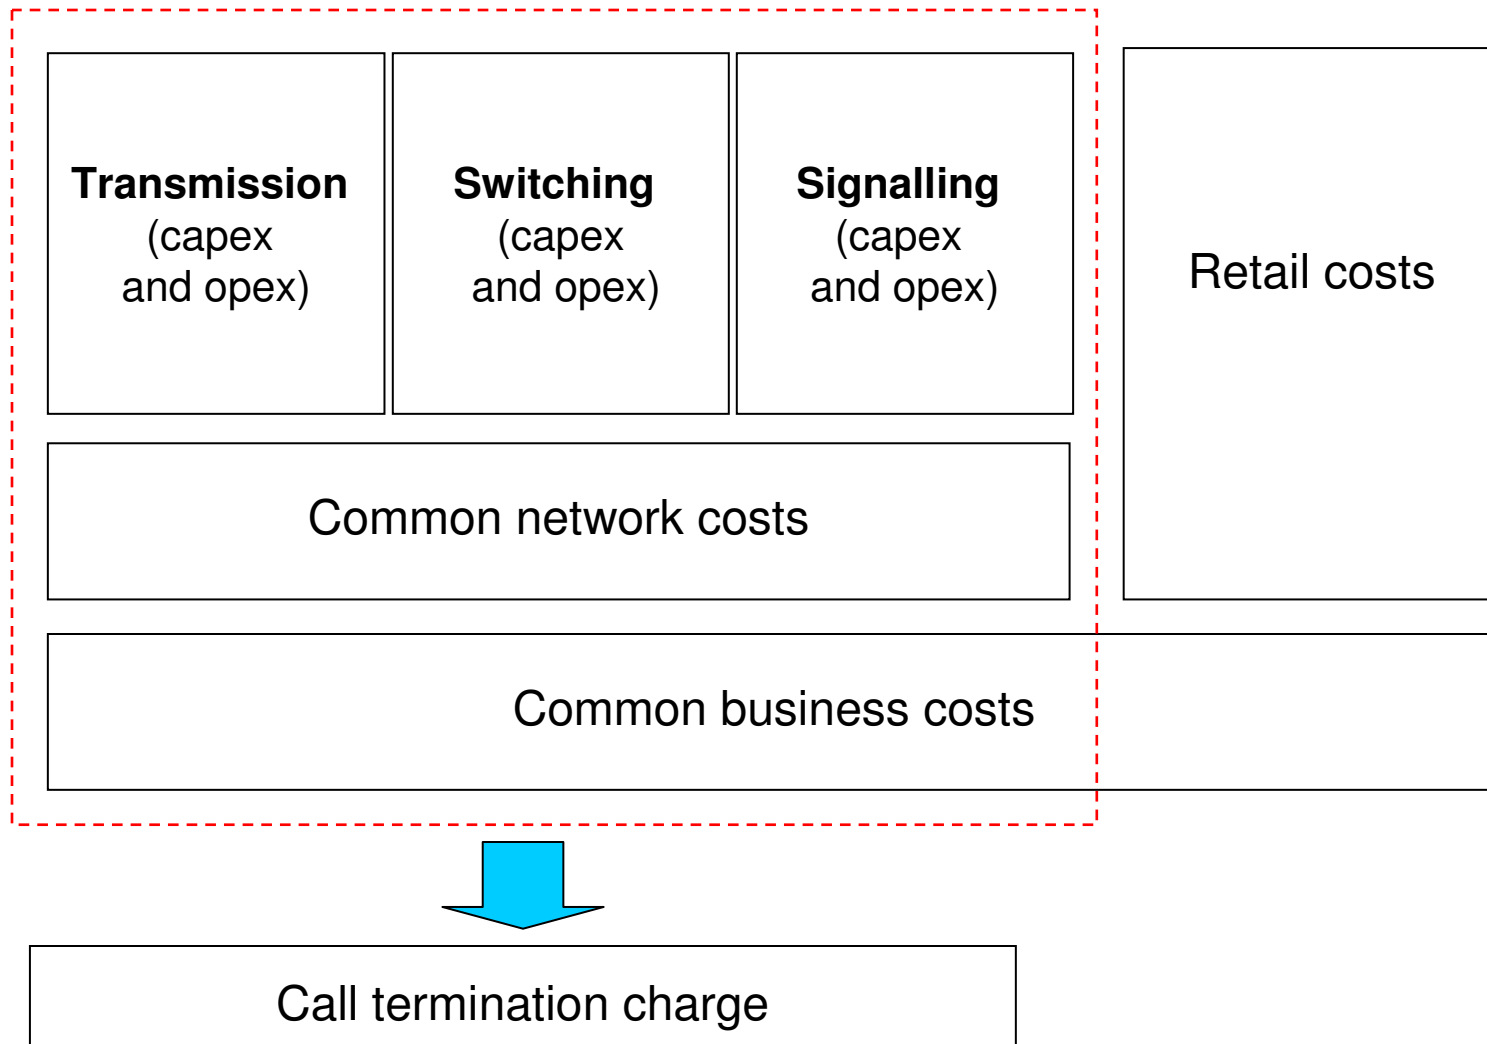 Transmission
(capex
and opex)
Switching
(capex
and opex)
Signalling
(capex
and opex)
Retail costs
Common network costs
Common business costs
Call termination charge